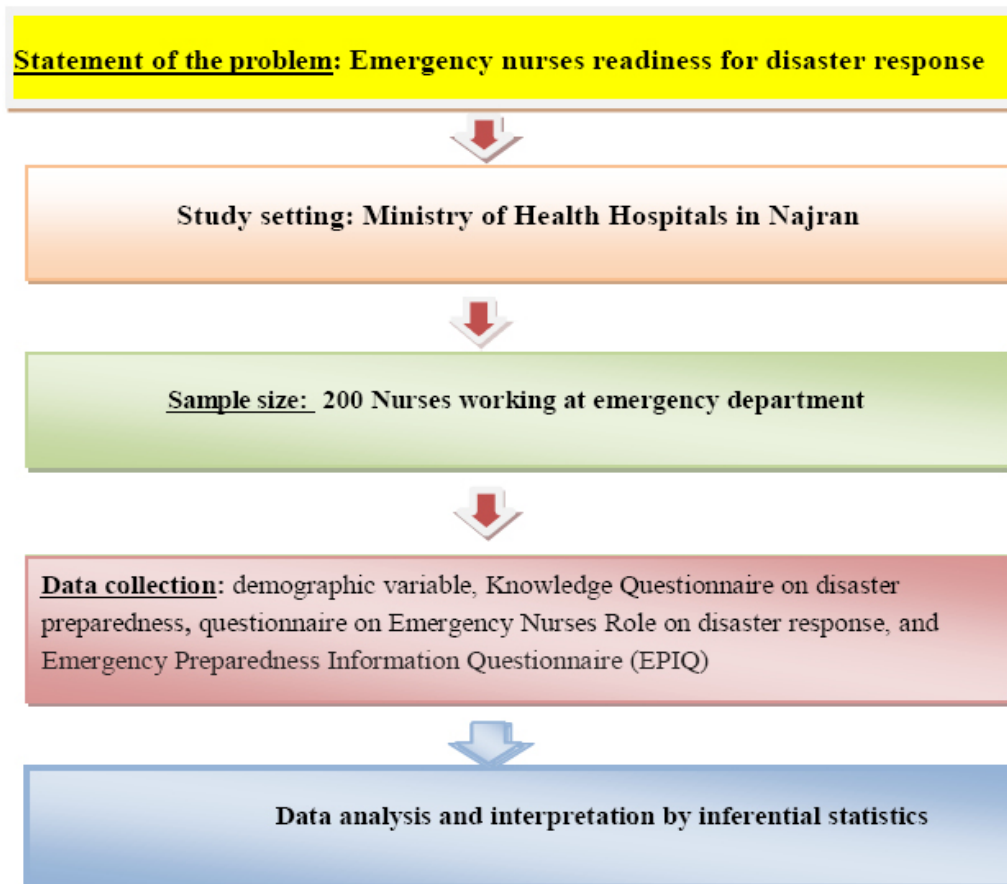 Statement of the problem: Emergency nurses readiness for disaster response
Study setting: Ministry of Health Hospitals in Najran
Sample size: 200 Nurses working at emergency department
Data collection: demographic variable, Knowledge Questionnaire on disaster
preparedness, questionnaire on Emergency Nurses Role on disaster response, and
Emergency Preparedness Information Questionnaire (EPIQ)
Data analysis and interpretation by inferential statistics